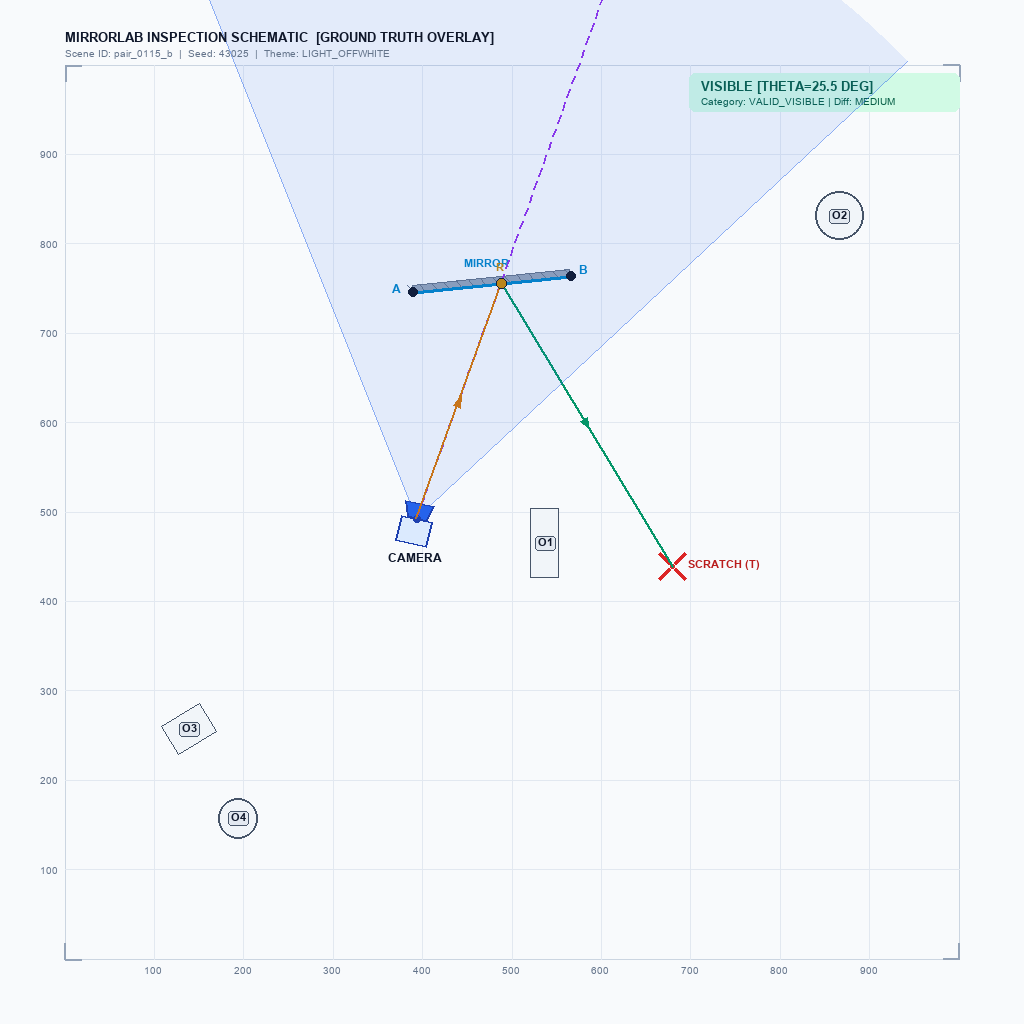 MIRRORLAB INSPECTION SCHEMATIC  [GROUND TRUTH OVERLAY]
Scene ID: pair_0115_b  |  Seed: 43025  |  Theme: LIGHT_OFFWHITE
VISIBLE [THETA=25.5 DEG]
Category: VALID_VISIBLE | Diff: MEDIUM
900
O2
800
MIRROR
R
B
A
700
600
500
CAMERA
O1
SCRATCH (T)
400
300
O3
200
O4
100
100 200 300 400 500 600 700 800 900